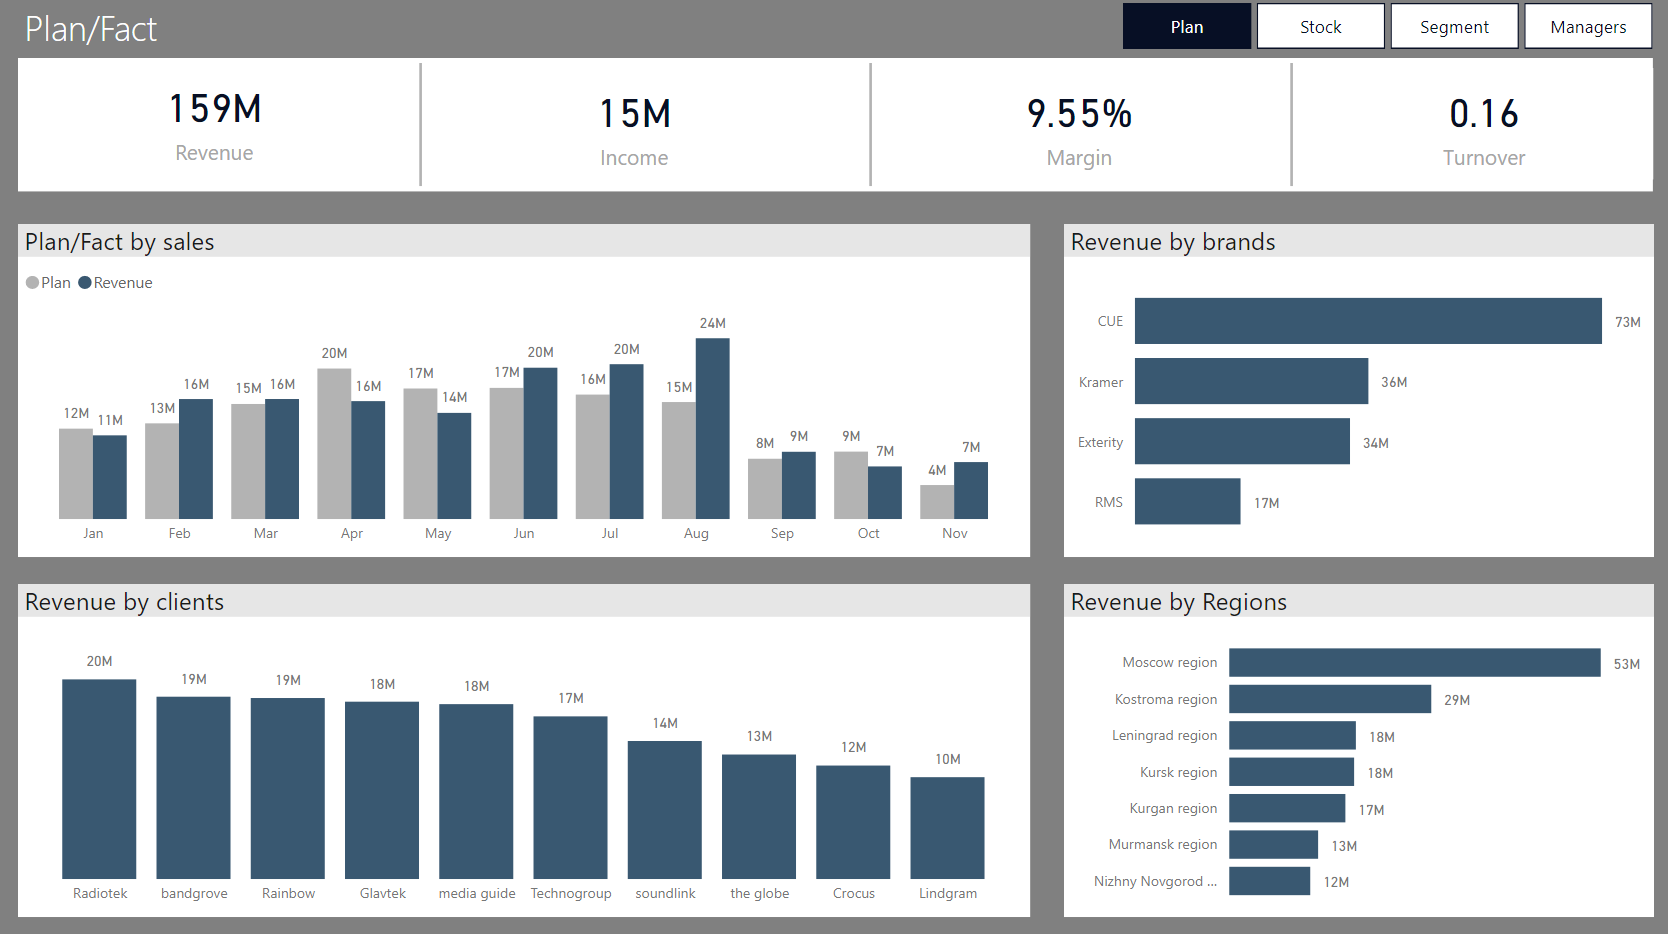 Plan/Fact
Plan Stock Segment Managers
159M 15M 9.55% 0.16
Revenue Income Margin Turnover
Plan/Fact by sales
Plan Revenue
24M
20M 20M 20M
17M 17M 16M 15M
16M 15M 16M 16M 14M
12M 11M 13M
8M 9M 9M 7M 4M 7M
Jan Feb Mar Apr May Jun Jul Aug Sep Oct Nov
Revenue by brands
CUE 73M
Kramer 36M
Exterity 34M
RMS 17M
Revenue by clients
20M 19M 19M 18M 18M 17M 14M 13M 12M 10M
Radiotek bandgrove Rainbow Glavtek media guide Technogroup soundlink the globe Crocus Lindgram
Revenue by Regions
Moscow region 53M
Kostroma region 29M
Leningrad region 18M
Kursk region 18M
Kurgan region 17M
Murmansk region 13M
Nizhny Novgorod ... 12M